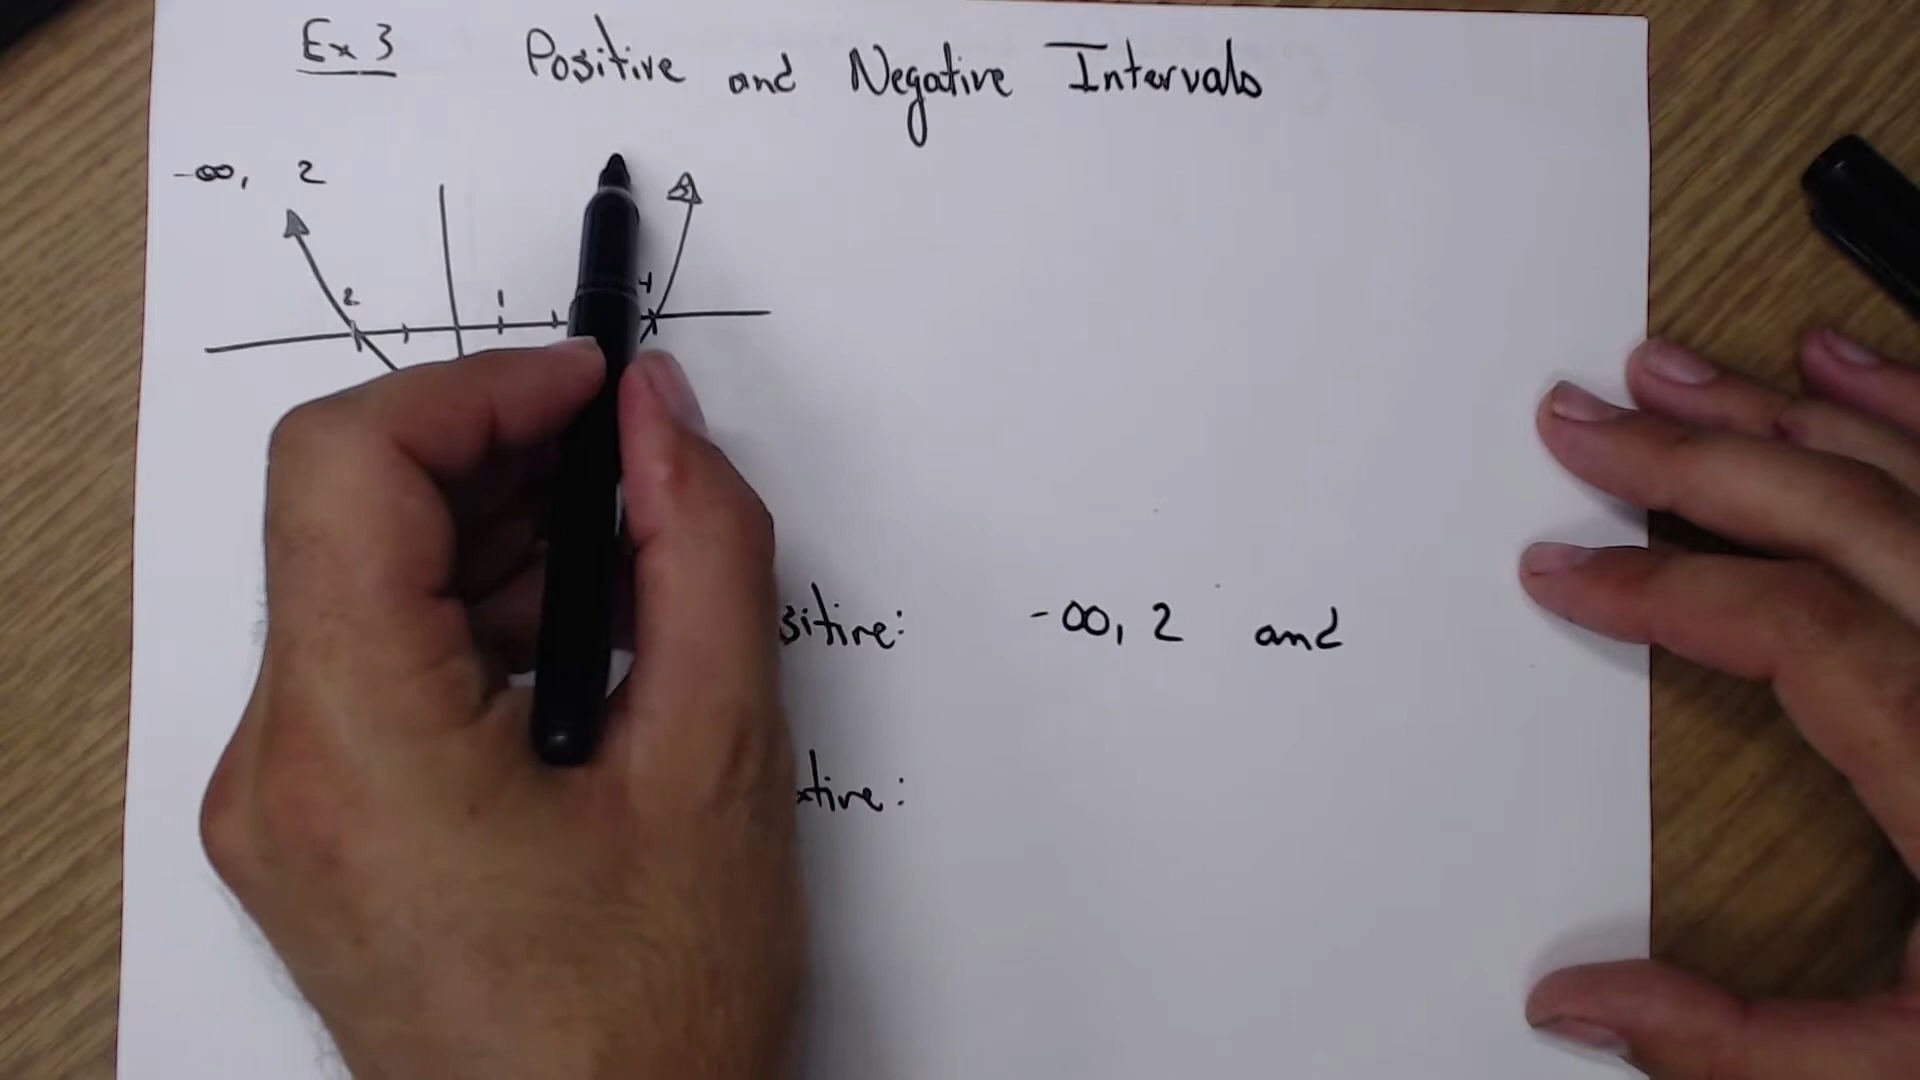 Ex 3 Positive and Negative Intervals
-∞, 2
2 1 4
sitive: -∞, 2 and
tive: